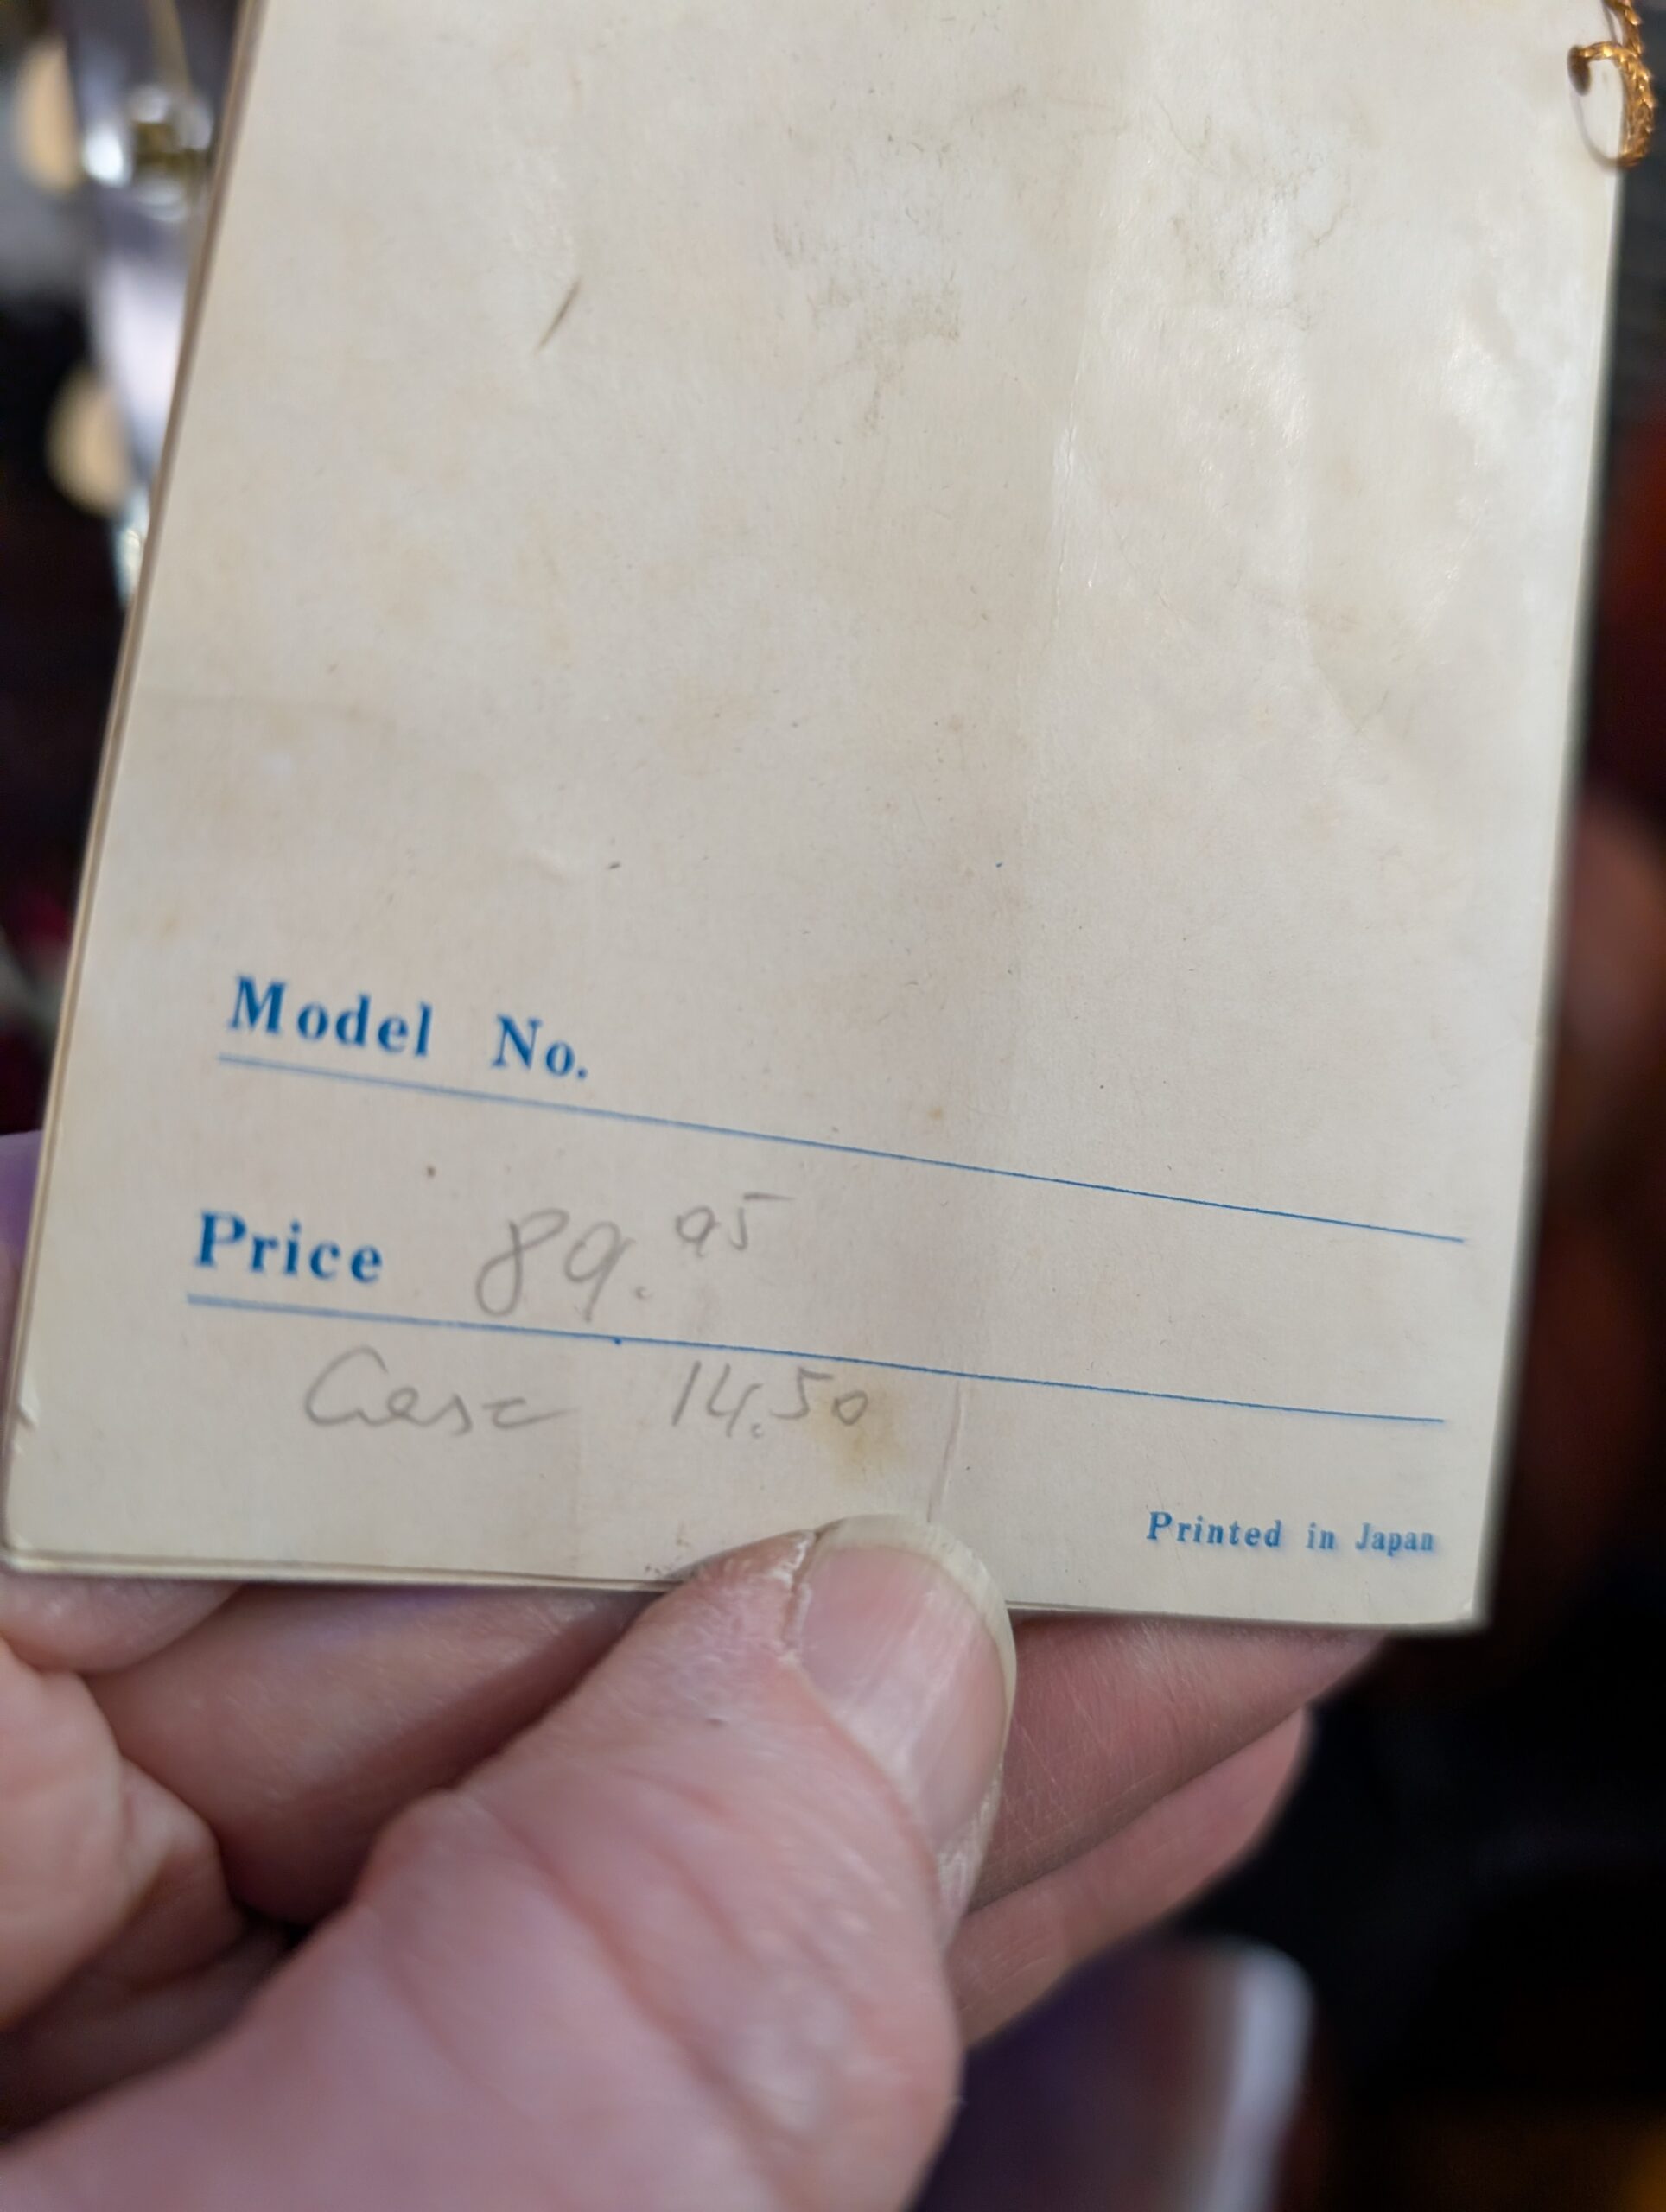 Model No.
Price 89.95
Case 14.50
Printed in Japan